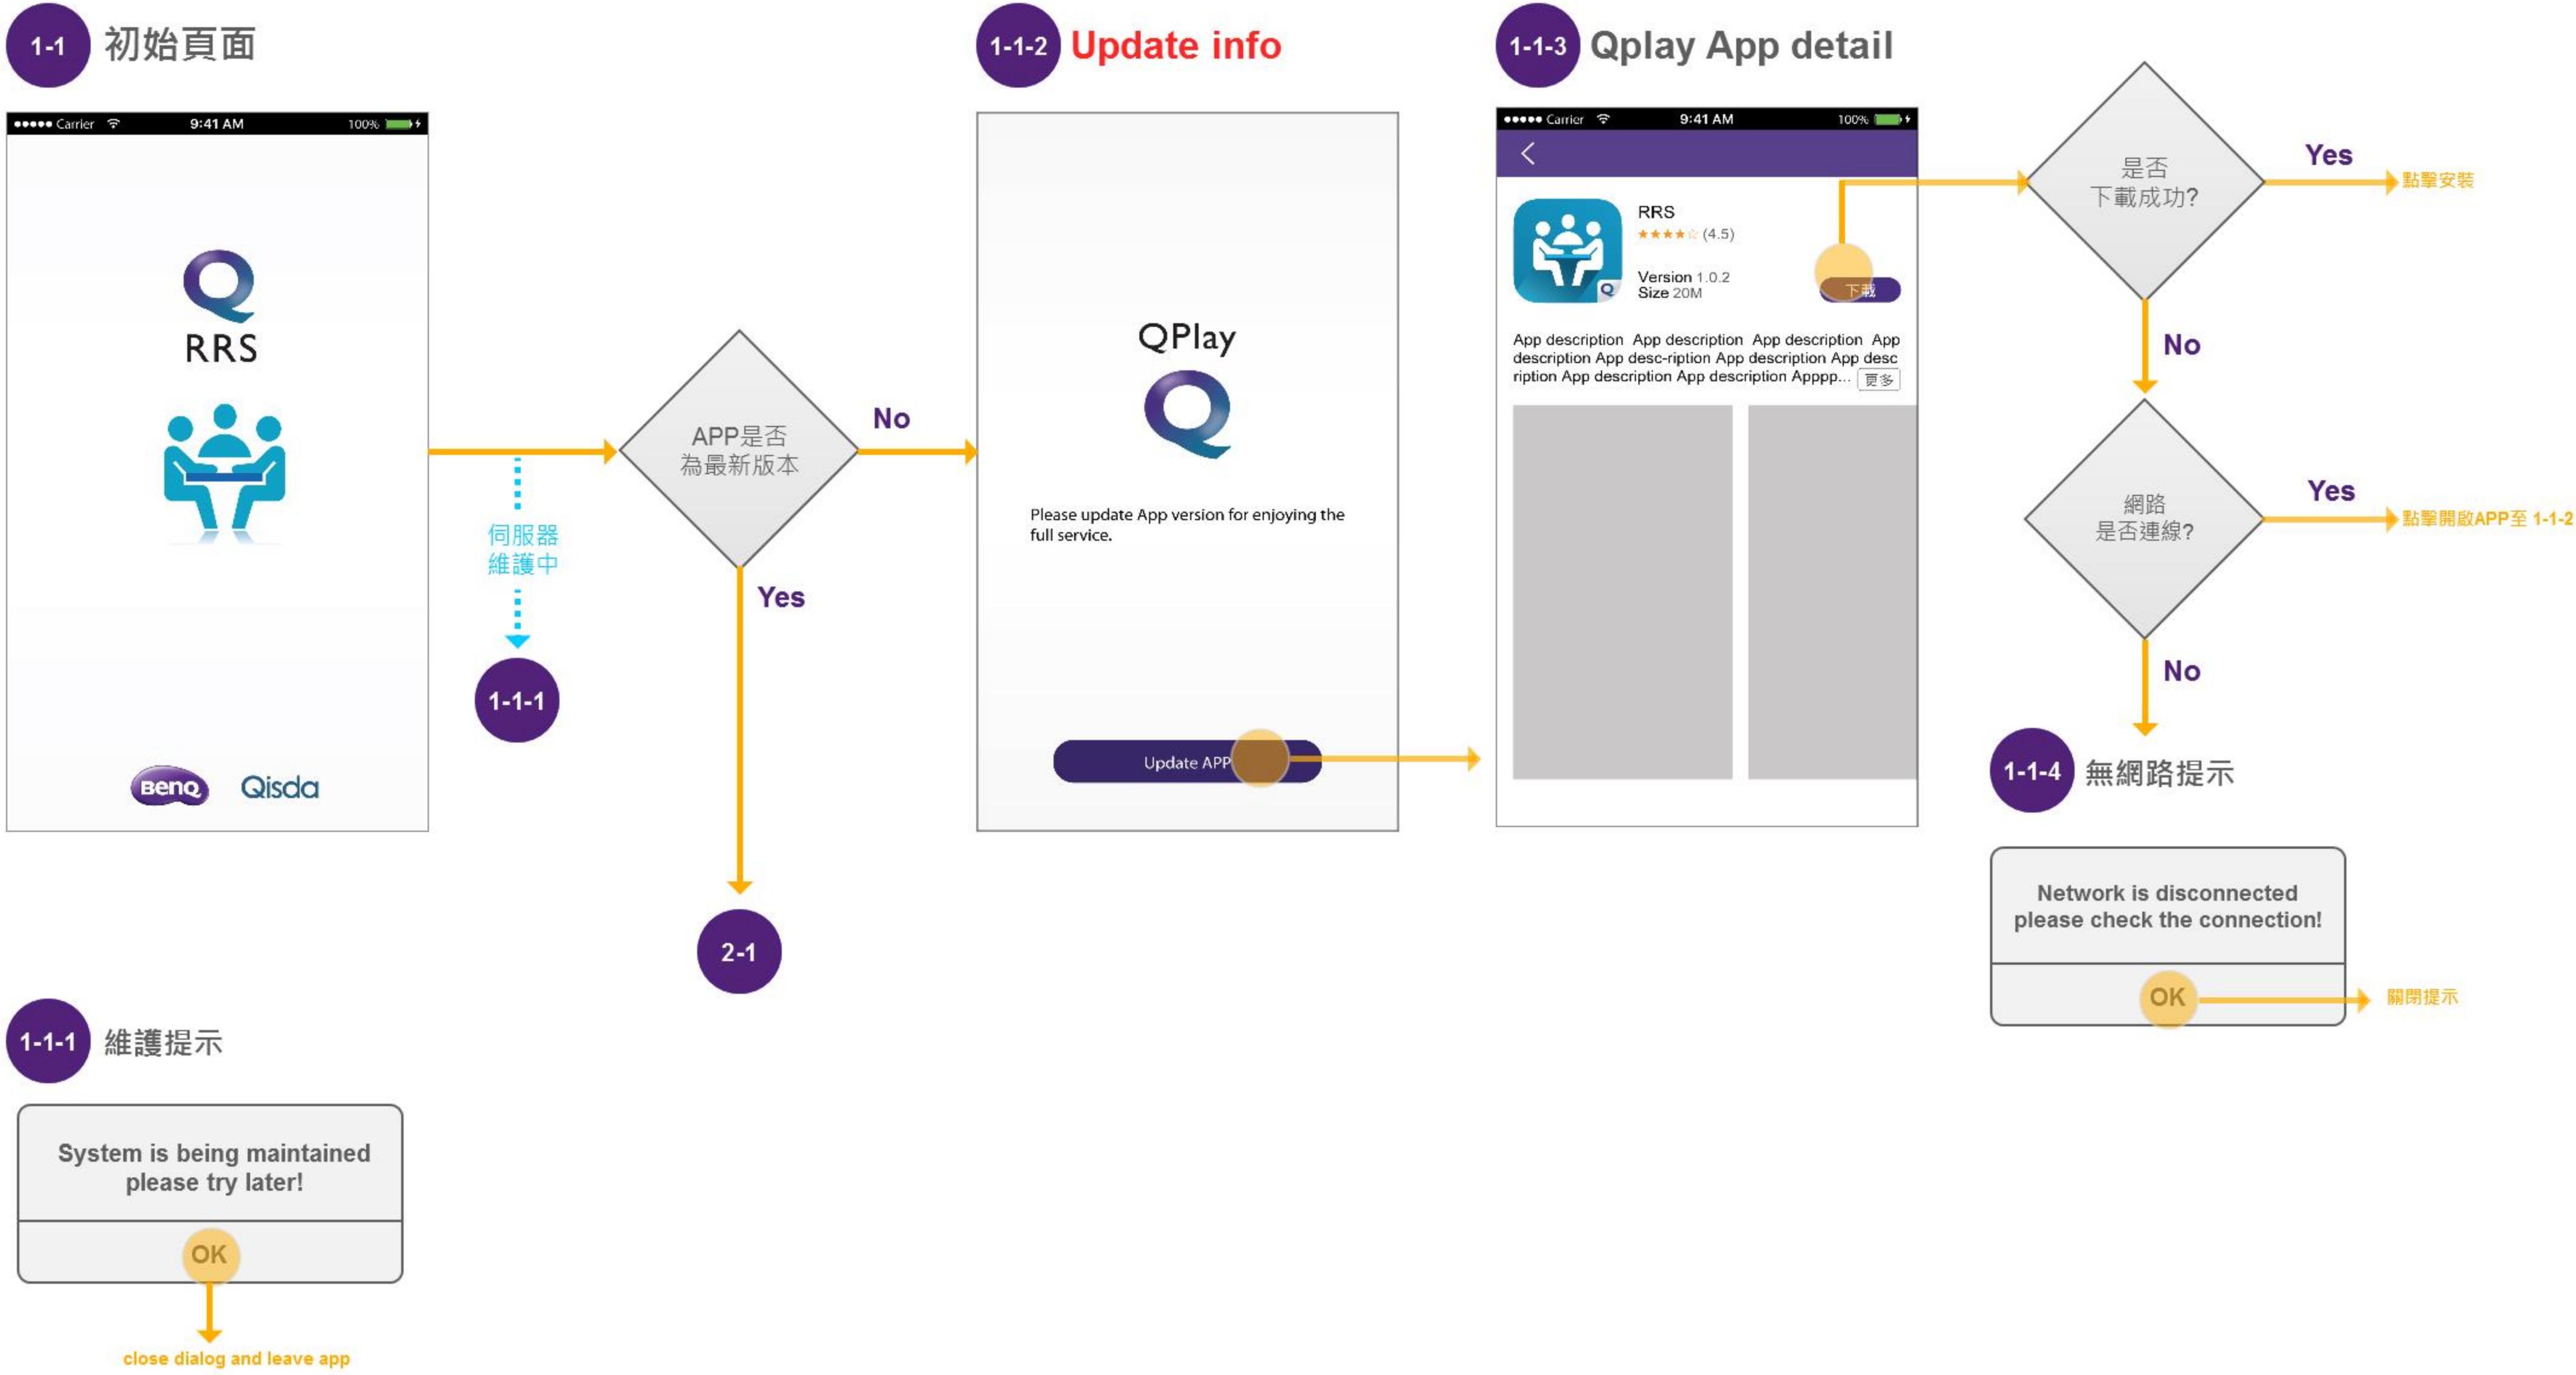 1-1 初始頁面
Carrier 9:41 AM 100%
Q
RRS
BenQ Qisda
伺服器
維護中
1-1-1
APP是否
為最新版本
No
Yes
2-1
1-1-2 Update info
QPlay
Q
Please update App version for enjoying the
full service.
Update APP
1-1-3 Qplay App detail
Carrier 9:41 AM 100%
RRS
★★★★☆ (4.5)
Version 1.0.2
Size 20M
Q
下載
App description App description App description App
description App desc-ription App description App desc
ription App description App description Apppp... 更多
是否
下載成功?
Yes
點擊安裝
No
網路
是否連線?
Yes
點擊開啟APP至 1-1-2
No
1-1-4 無網路提示
Network is disconnected
please check the connection!
OK
關閉提示
1-1-1 維護提示
System is being maintained
please try later!
OK
close dialog and leave app